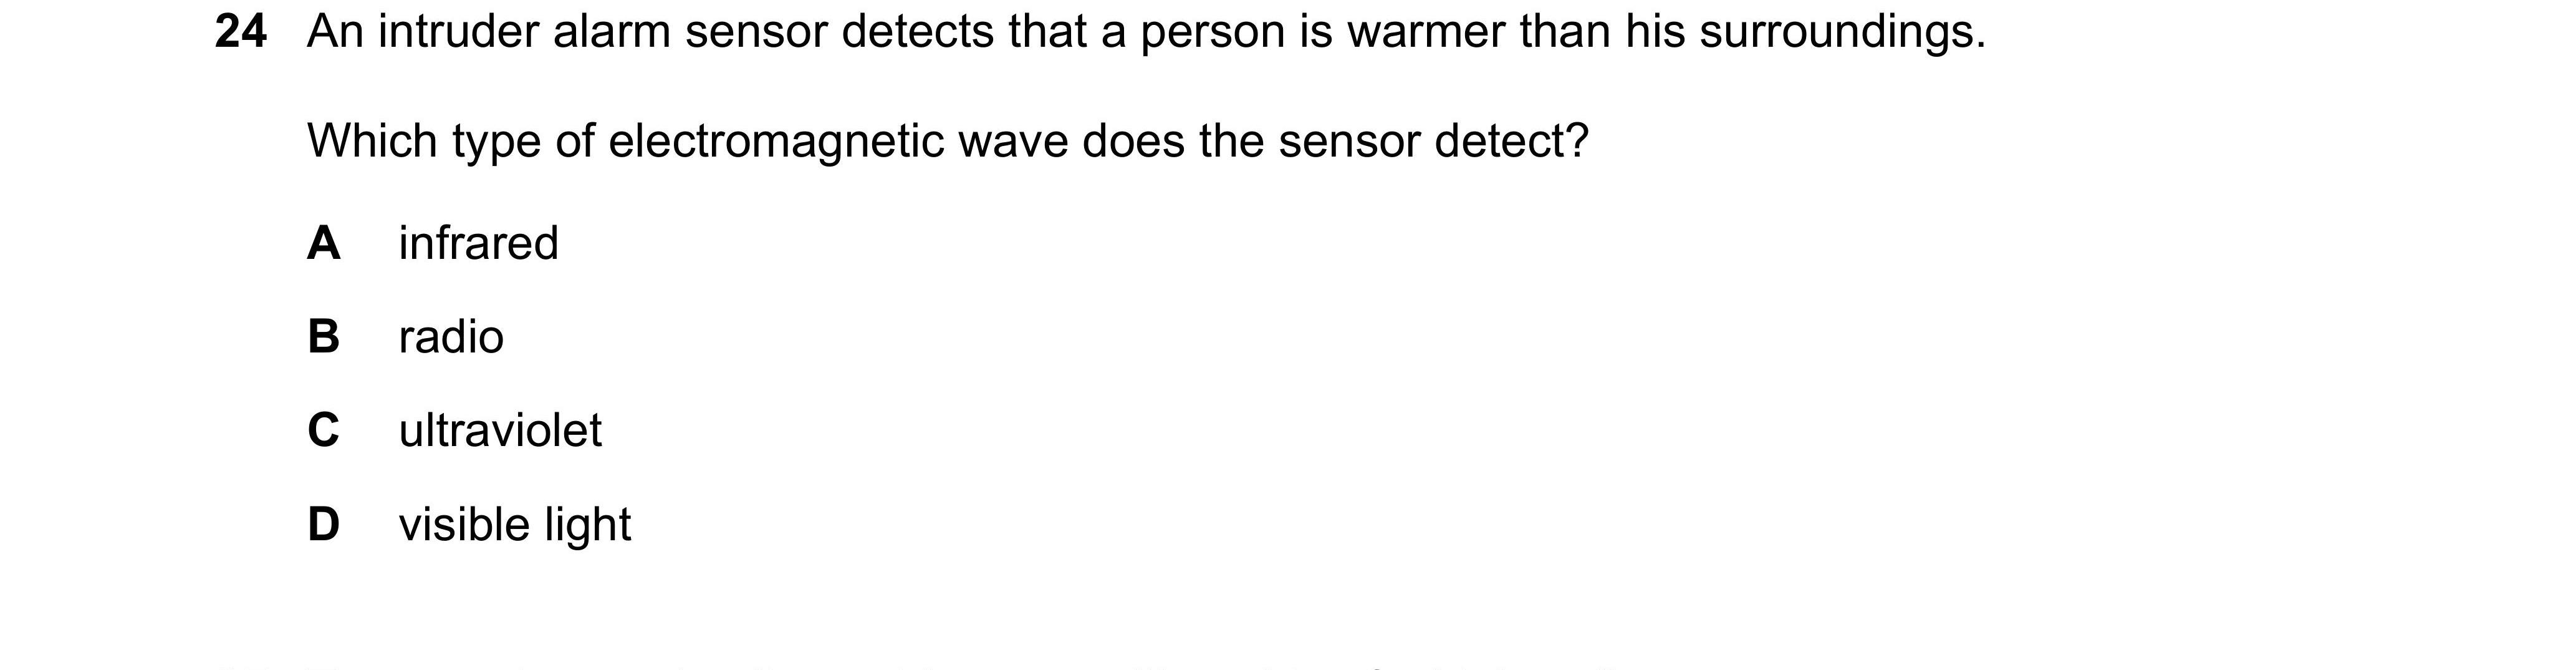 24 An intruder alarm sensor detects that a person is warmer than his surroundings.
Which type of electromagnetic wave does the sensor detect?
A infrared
B radio
C ultraviolet
D visible light